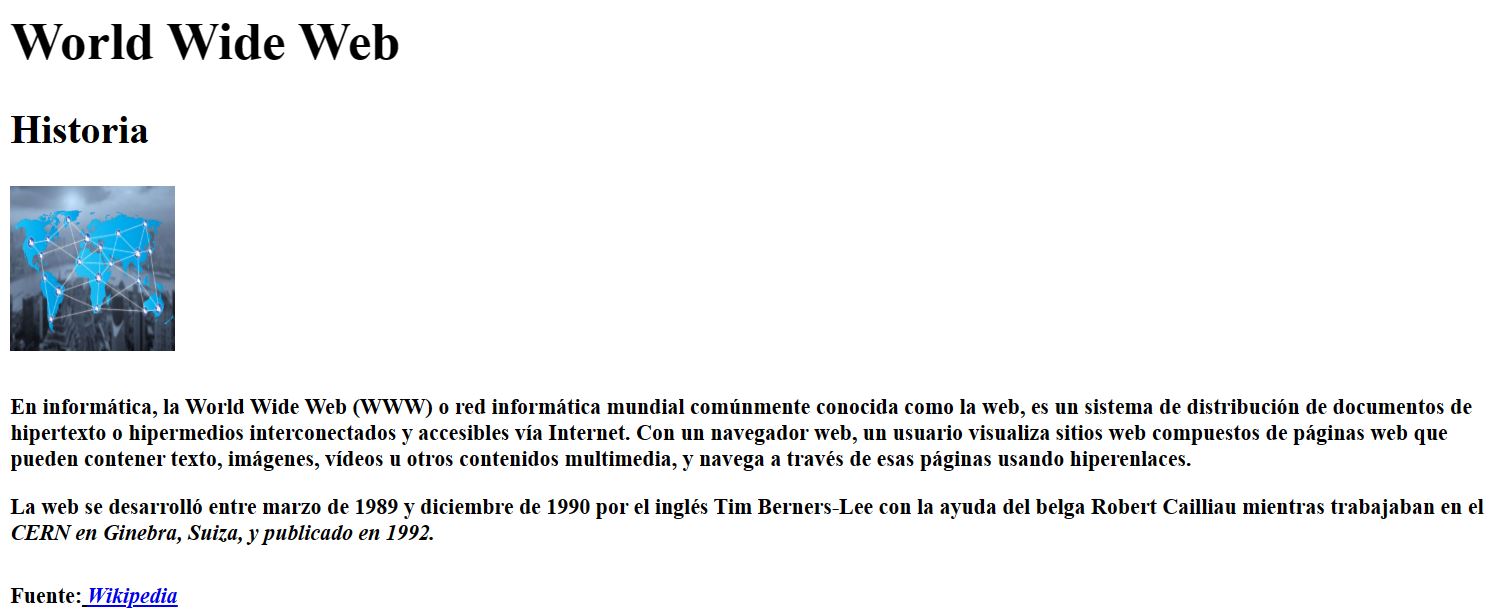 World Wide Web
Historia
En informática, la World Wide Web (WWW) o red informática mundial comúnmente conocida como la web, es un sistema de distribución de documentos de
hipertexto o hipermedios interconectados y accesibles vía Internet. Con un navegador web, un usuario visualiza sitios web compuestos de páginas web que
pueden contener texto, imágenes, vídeos u otros contenidos multimedia, y navega a través de esas páginas usando hiperenlaces.
La web se desarrolló entre marzo de 1989 y diciembre de 1990 por el inglés Tim Berners-Lee con la ayuda del belga Robert Cailliau mientras trabajaban en el
CERN en Ginebra, Suiza, y publicado en 1992.
Fuente: Wikipedia